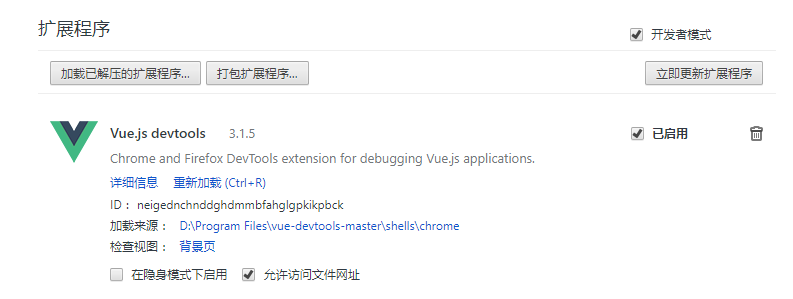 扩展程序
开发者模式
加载已解压的扩展程序... 打包扩展程序... 立即更新扩展程序
Vue.js devtools 3.1.5 已启用
Chrome and Firefox DevTools extension for debugging Vue.js applications.
详细信息 重新加载 (Ctrl+R)
ID： neigednchnddghdmmbfahglgpkikpbck
加载来源： D:\Program Files\vue-devtools-master\shells\chrome
检查视图： 背景页
在隐身模式下启用 允许访问文件网址